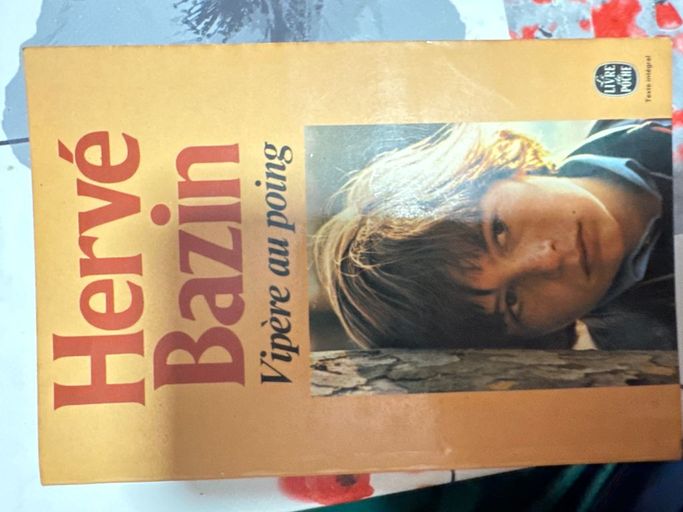 Hervé
Bazin
Vipère au poing
Le
LIVRE
de
POCHE
Texte intégral